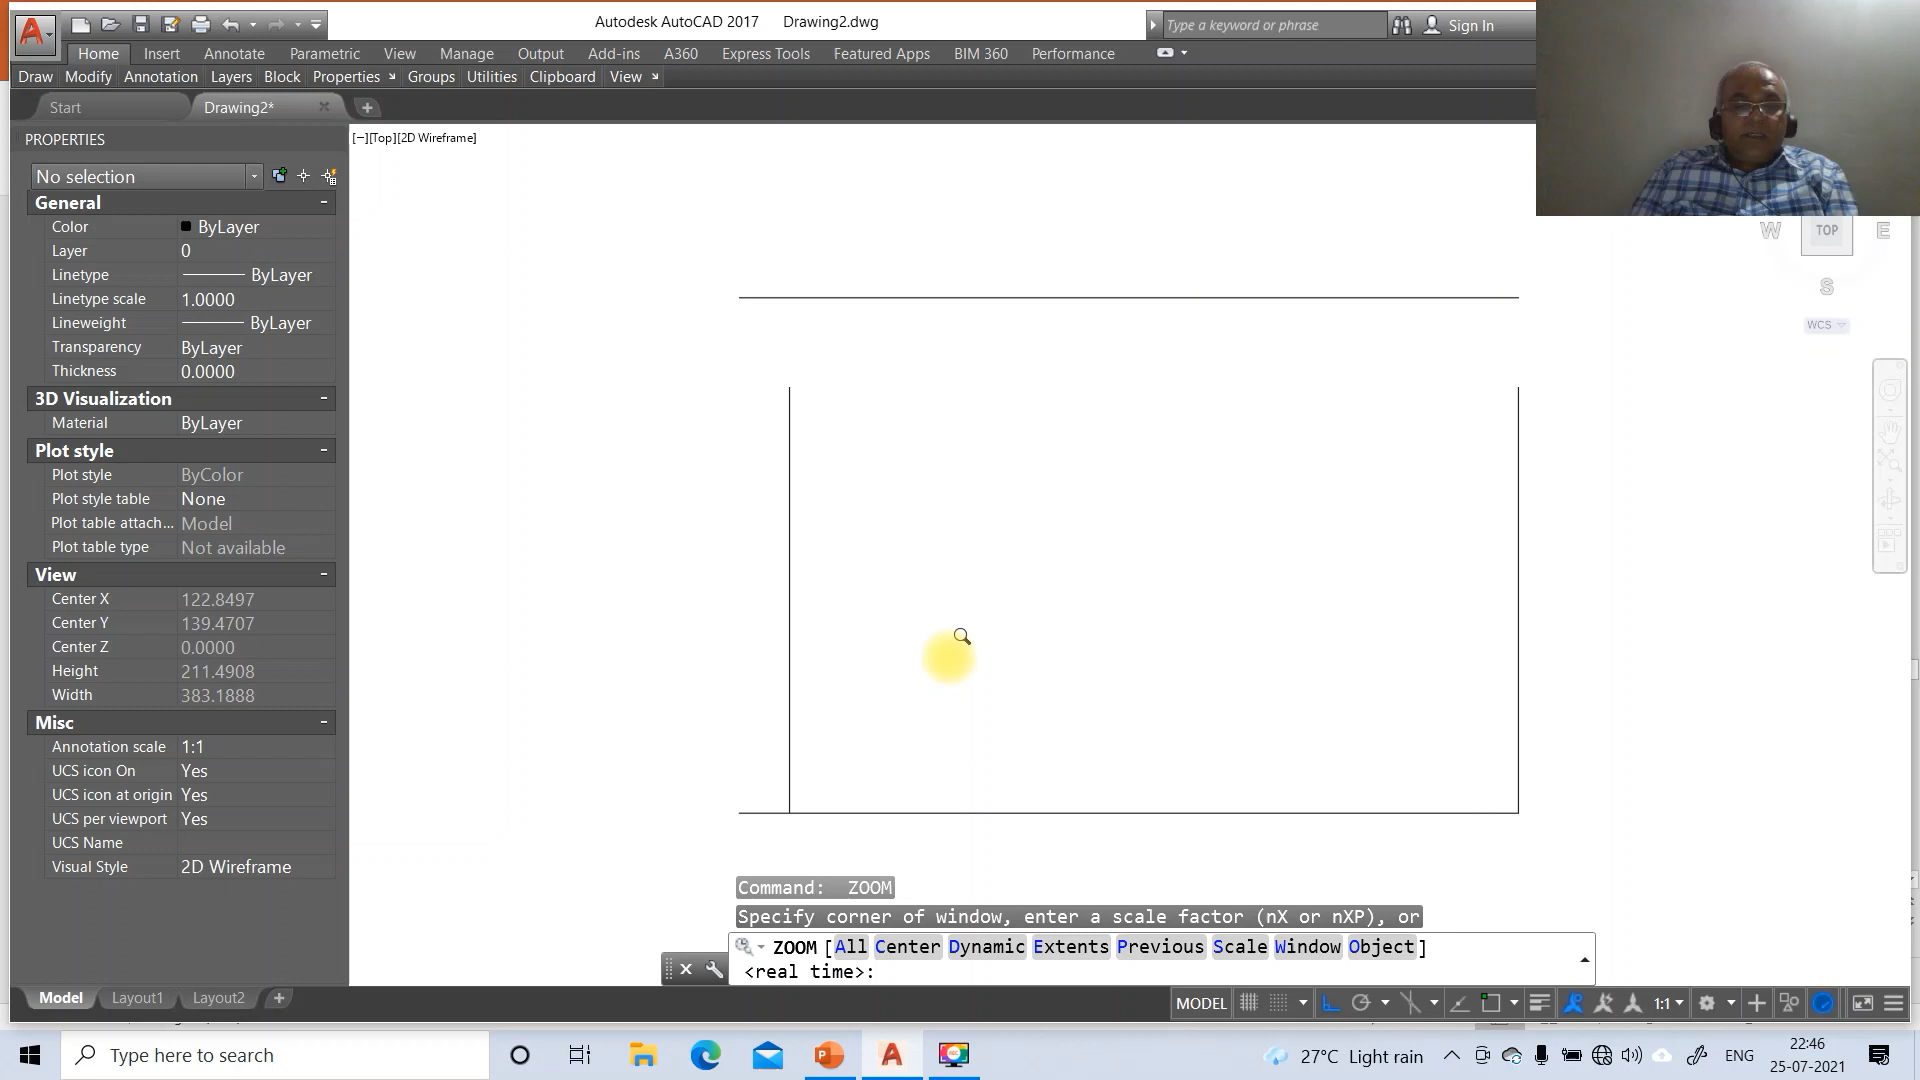 Autodesk AutoCAD 2017 Drawing2.dwg
Type a keyword or phrase
Sign In
Home Insert Annotate Parametric View Manage Output Add-ins A360 Express Tools Featured Apps BIM 360 Performance
Draw Modify Annotation Layers Block Properties Groups Utilities Clipboard View
Start Drawing2*
PROPERTIES
[−][Top][2D Wireframe]
No selection
General
Color ByLayer
Layer 0
Linetype ByLayer
Linetype scale 1.0000
Lineweight ByLayer
Transparency ByLayer
Thickness 0.0000
3D Visualization
Material ByLayer
Plot style
Plot style ByColor
Plot style table None
Plot table attach... Model
Plot table type Not available
View
Center X 122.8497
Center Y 139.4707
Center Z 0.0000
Height 211.4908
Width 383.1888
Misc
Annotation scale 1:1
UCS icon On Yes
UCS icon at origin Yes
UCS per viewport Yes
UCS Name
Visual Style 2D Wireframe
W TOP E
S
WCS
Command: ZOOM
Specify corner of window, enter a scale factor (nX or nXP), or
ZOOM [All Center Dynamic Extents Previous Scale Window Object]
<real time>:
Model Layout1 Layout2
MODEL 1:1
Type here to search
27°C Light rain
ENG
22:46
25-07-2021